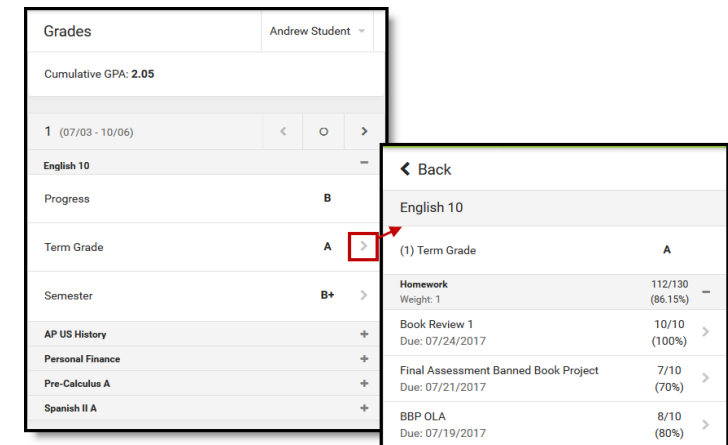 Grades
Andrew Student
Cumulative GPA: 2.05
1 (07/03 - 10/06)
English 10
Progress B
Term Grade A
Semester B+
AP US History
Personal Finance
Pre-Calculus A
Spanish II A
Back
English 10
(1) Term Grade A
Homework 112/130
Weight: 1 (86.15%)
Book Review 1 10/10
Due: 07/24/2017 (100%)
Final Assessment Banned Book Project 7/10
Due: 07/21/2017 (70%)
BBP OLA 8/10
Due: 07/19/2017 (80%)